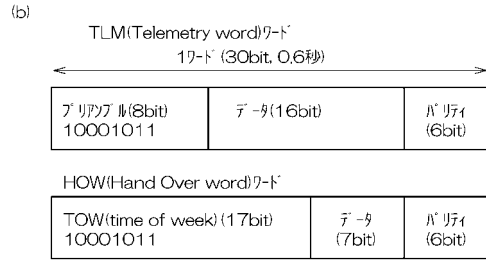 (b)
TLM(Telemetry word)ﾜｰﾄﾞ
1ﾜｰﾄﾞ(30bit, 0.6秒)
ﾌﾟﾘｱﾝﾌﾞﾙ(8bit) ﾃﾞｰﾀ(16bit) ﾊﾟﾘﾃｨ
10001011 (6bit)
HOW(Hand Over word)ﾜｰﾄﾞ
TOW(time of week)(17bit) ﾃﾞｰﾀ ﾊﾟﾘﾃｨ
10001011 (7bit) (6bit)